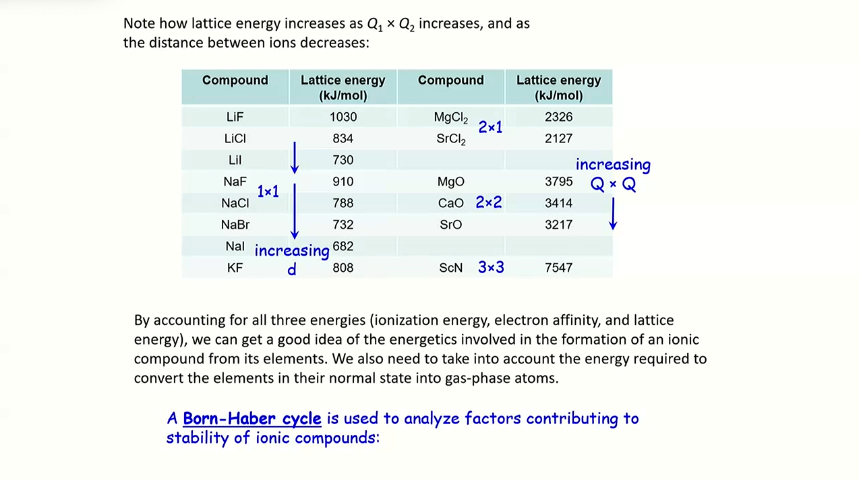 Note how lattice energy increases as Q₁ × Q₂ increases, and as
the distance between ions decreases:
Compound Lattice energy (kJ/mol) Compound Lattice energy (kJ/mol)
LiF 1030 MgCl₂ 2326
2×1
LiCl 834 SrCl₂ 2127
LiI 730
increasing
Q × Q
NaF 910 MgO 3795
1×1
NaCl 788 CaO 2×2 3414
NaBr 732 SrO 3217
NaI 682
increasing
d
KF 808 ScN 3×3 7547
By accounting for all three energies (ionization energy, electron affinity, and lattice
energy), we can get a good idea of the energetics involved in the formation of an ionic
compound from its elements. We also need to take into account the energy required to
convert the elements in their normal state into gas-phase atoms.
A Born-Haber cycle is used to analyze factors contributing to
stability of ionic compounds: